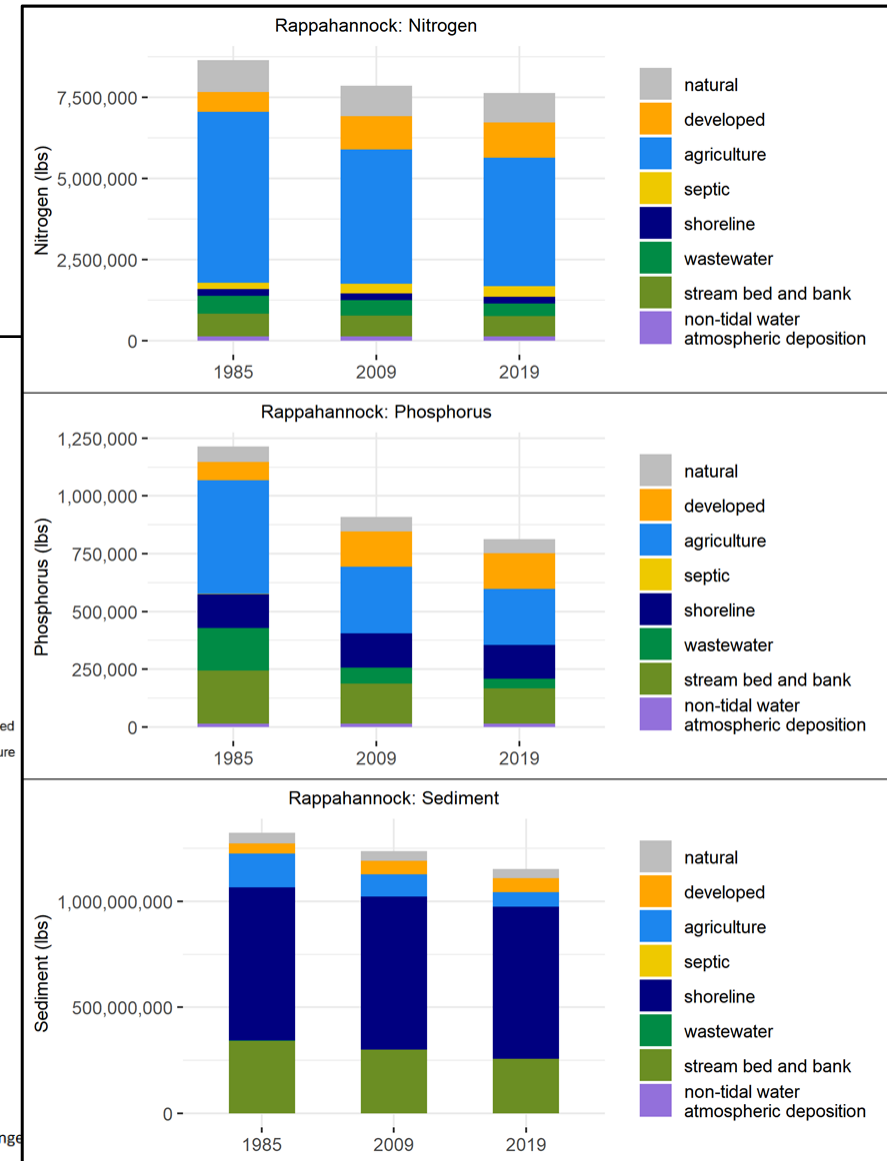 Rappahannock: Nitrogen
Nitrogen (lbs)
7,500,000
5,000,000
2,500,000
0
1985
2009
2019
natural
developed
agriculture
septic
shoreline
wastewater
stream bed and bank
non-tidal water
atmospheric deposition
Rappahannock: Phosphorus
Phosphorus (lbs)
1,250,000
1,000,000
750,000
500,000
250,000
0
1985
2009
2019
natural
developed
agriculture
septic
shoreline
wastewater
stream bed and bank
non-tidal water
atmospheric deposition
ed
ure
Rappahannock: Sediment
Sediment (lbs)
1,000,000,000
500,000,000
0
1985
2009
2019
natural
developed
agriculture
septic
shoreline
wastewater
stream bed and bank
non-tidal water
atmospheric deposition
nge